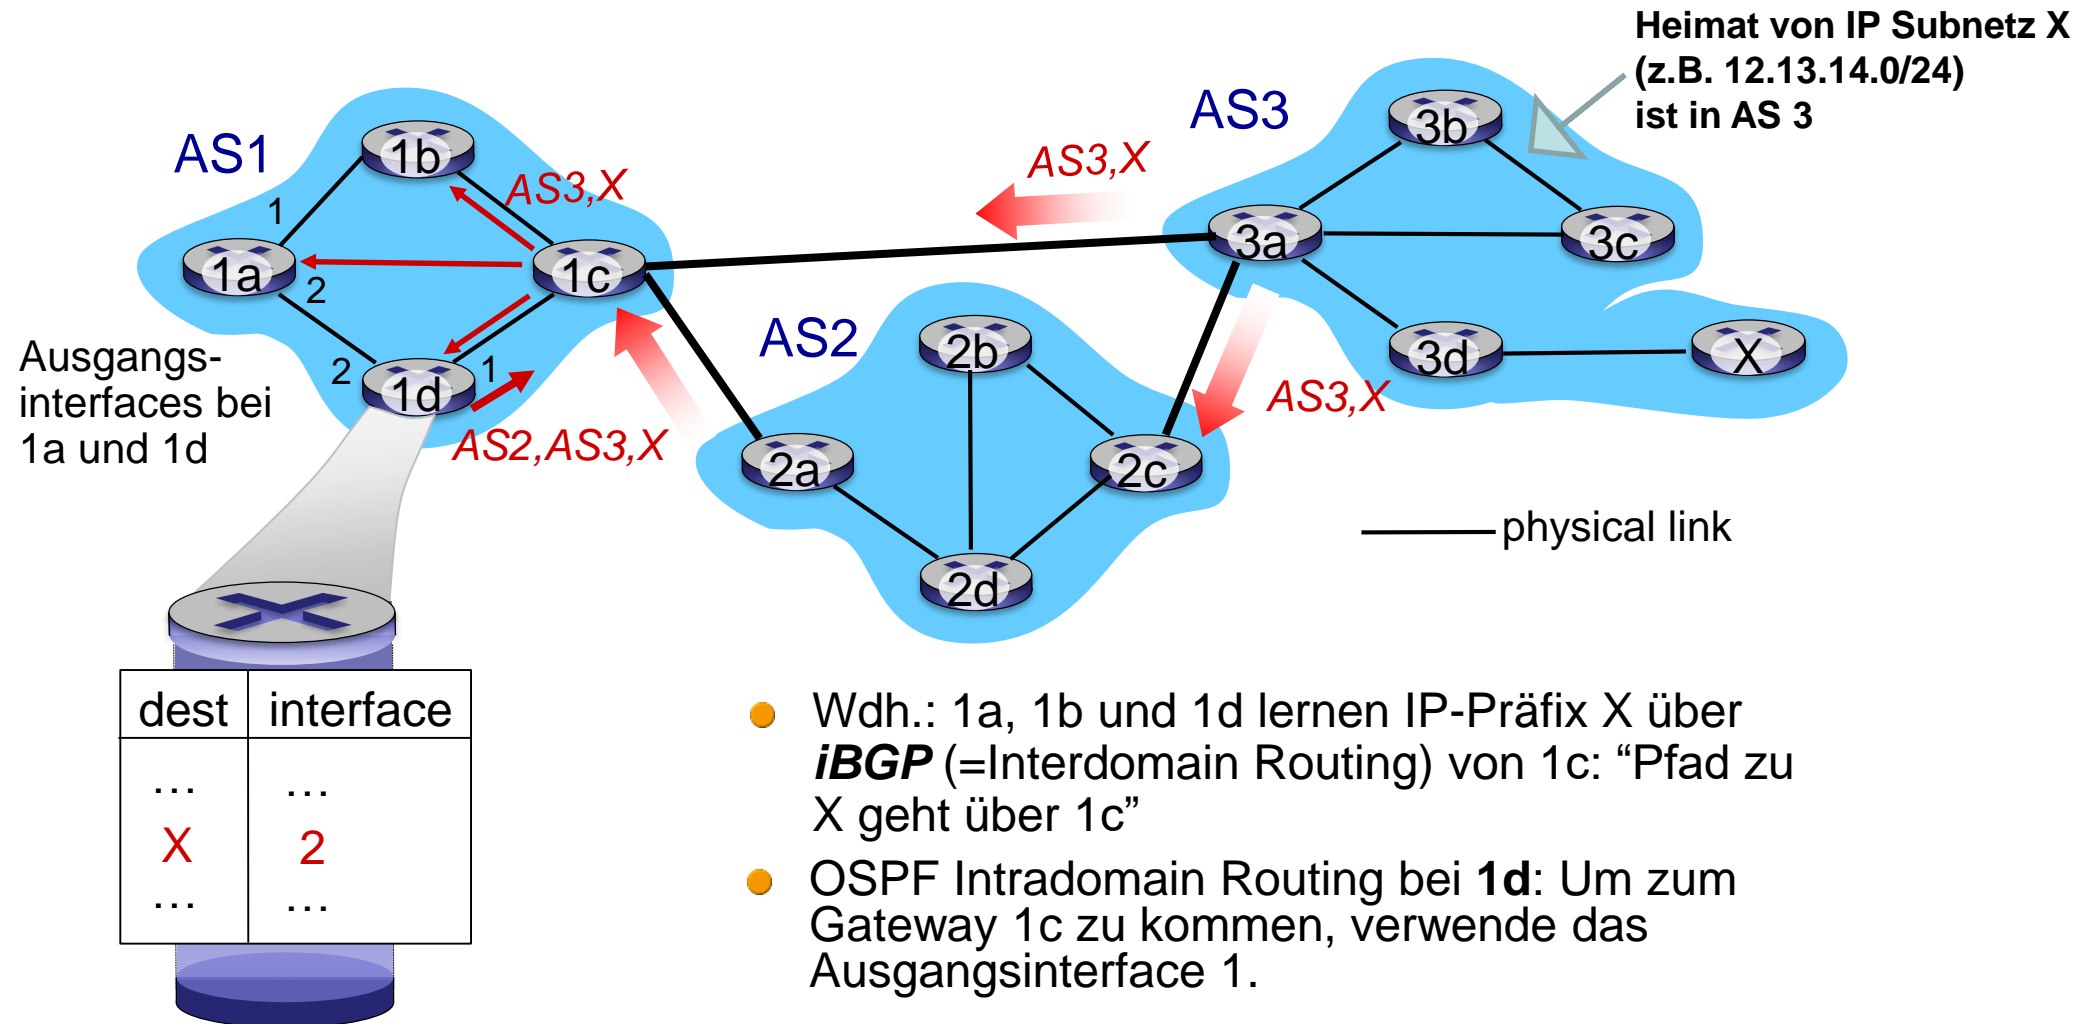 Heimat von IP Subnetz X
(z.B. 12.13.14.0/24)
ist in AS 3
AS1
1b
AS3,X
1
1a
2
1c
2
1d
1
AS2,AS3,X
Ausgangs-
interfaces bei
1a und 1d
AS3,X
AS3
3b
3a
3c
3d
X
AS3,X
AS2
2b
2a
2c
2d
physical link
dest interface
... ...
X 2
... ...
Wdh.: 1a, 1b und 1d lernen IP-Präfix X über
iBGP (=Interdomain Routing) von 1c: “Pfad zu
X geht über 1c”
OSPF Intradomain Routing bei 1d: Um zum
Gateway 1c zu kommen, verwende das
Ausgangsinterface 1.